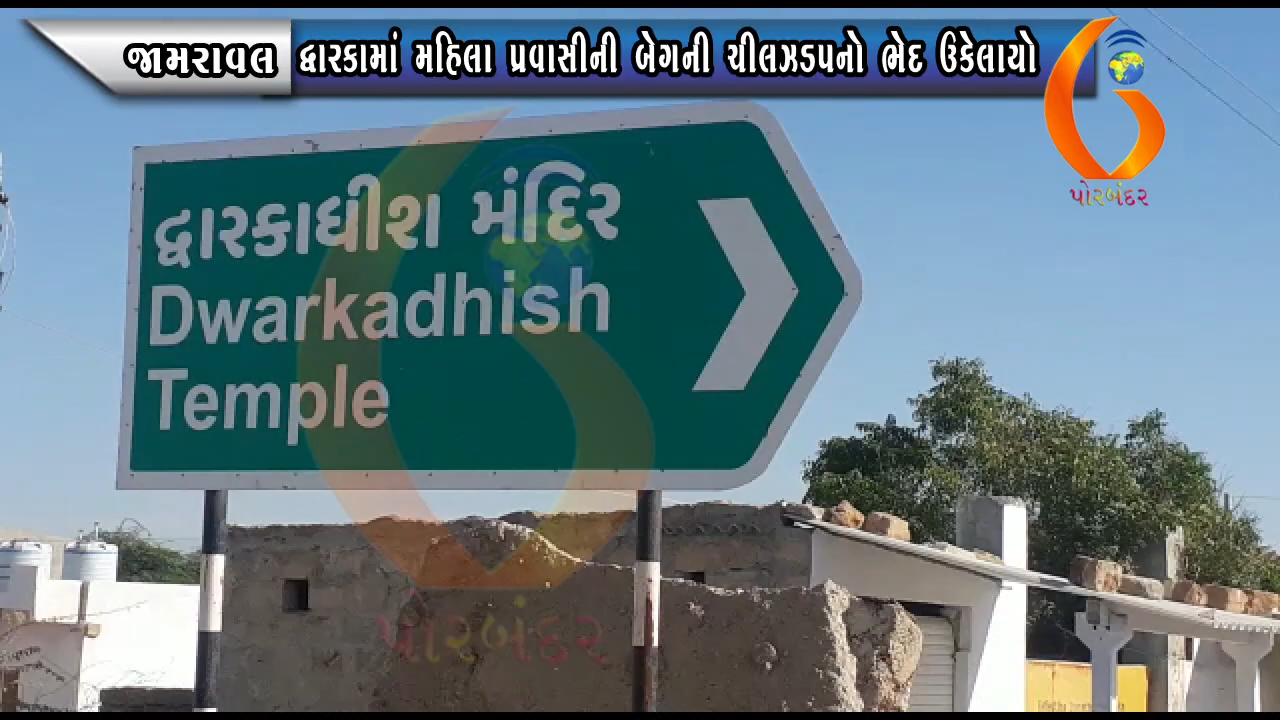 જામરાવલ
દ્વારકામાં મહિલા પ્રવાસીની બેગની ચીલઝડપનો ભેદ ઉકેલાયો
પોરબંદર
દ્વારકાધીશ મંદિર
Dwarkadhish
Temple
પોરબંદર